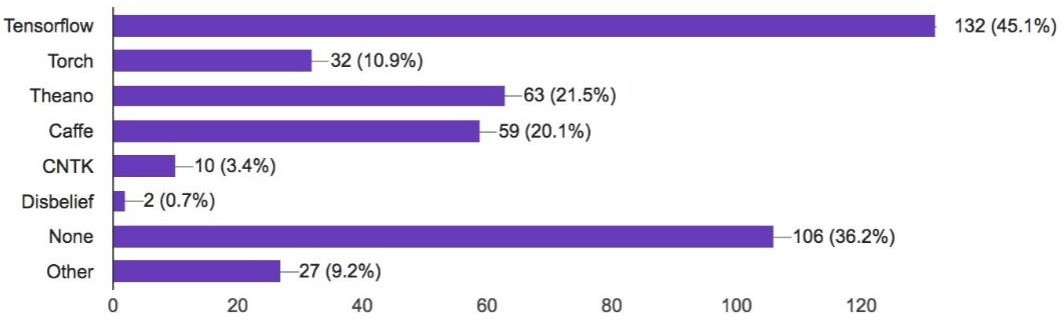 Tensorflow 132 (45.1%)
Torch 32 (10.9%)
Theano 63 (21.5%)
Caffe 59 (20.1%)
CNTK 10 (3.4%)
Disbelief 2 (0.7%)
None 106 (36.2%)
Other 27 (9.2%)
0 20 40 60 80 100 120